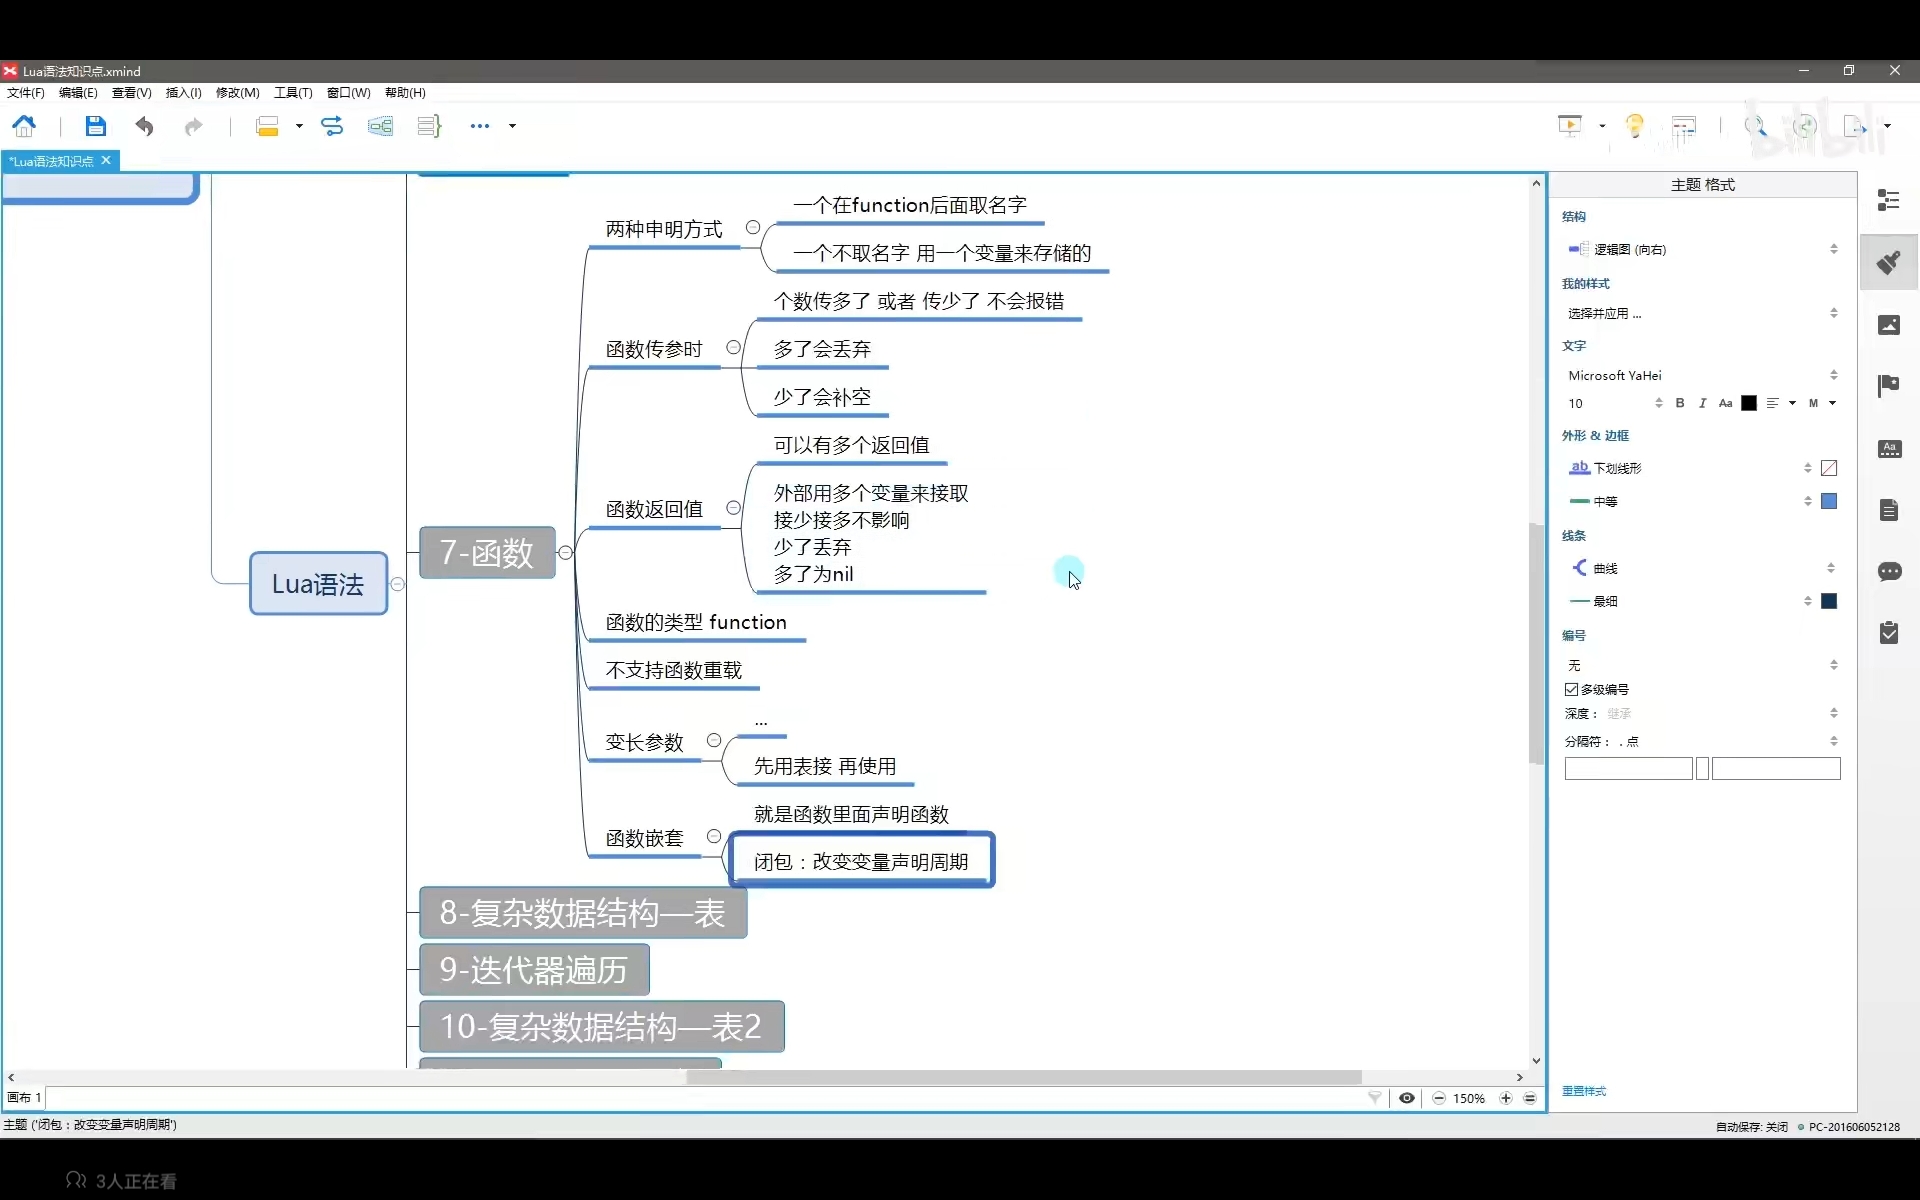 Lua语法知识点.xmind
文件(F) 编辑(E) 查看(V) 插入(I) 修改(M) 工具(T) 窗口(W) 帮助(H)
bilibili
*Lua语法知识点
Lua语法
7-函数
两种申明方式
一个在function后面取名字
一个不取名字 用一个变量来存储的
函数传参时
个数传多了 或者 传少了 不会报错
多了会丢弃
少了会补空
函数返回值
可以有多个返回值
外部用多个变量来接取
接少接多不影响
少了丢弃
多了为nil
函数的类型 function
不支持函数重载
变长参数
...
先用表接 再使用
函数嵌套
就是函数里面声明函数
闭包：改变变量声明周期
8-复杂数据结构—表
9-迭代器遍历
10-复杂数据结构—表2
主题 格式
结构
逻辑图 (向右)
我的样式
选择并应用 ...
文字
Microsoft YaHei
10 B I Aa M
外形 & 边框
ab 下划线形
中等
线条
曲线
最细
编号
无
多级编号
深度： 继承
分隔符： . 点
重置样式
画布 1
150%
主题 ('闭包：改变变量声明周期')
自动保存: 关闭 PC-201606052128
3人正在看